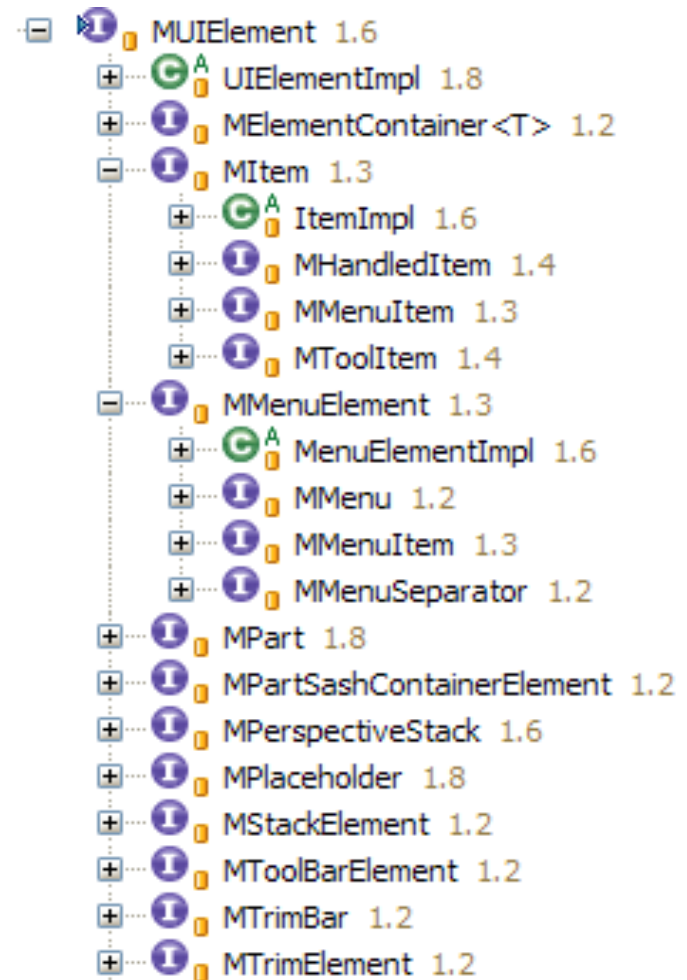 MUIElement 1.6
UIElementImpl 1.8
MElementContainer<T> 1.2
MItem 1.3
ItemImpl 1.6
MHandledItem 1.4
MMenuItem 1.3
MToolItem 1.4
MMenuElement 1.3
MenuElementImpl 1.6
MMenu 1.2
MMenuItem 1.3
MMenuSeparator 1.2
MPart 1.8
MPartSashContainerElement 1.2
MPerspectiveStack 1.6
MPlaceholder 1.8
MStackElement 1.2
MToolBarElement 1.2
MTrimBar 1.2
MTrimElement 1.2